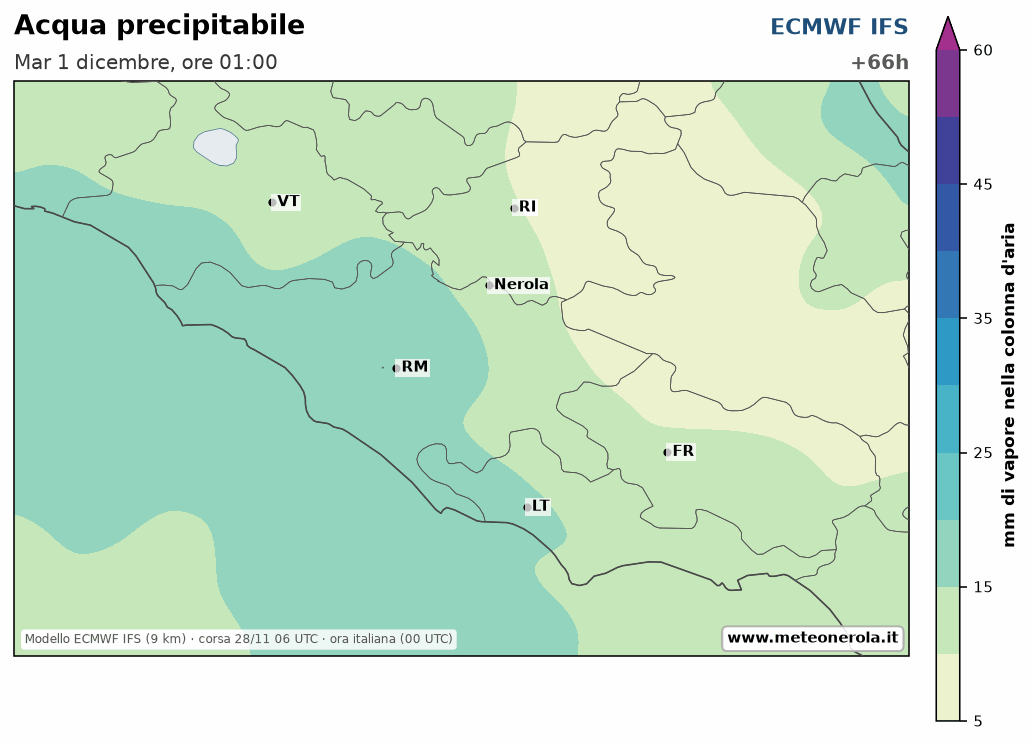 Acqua precipitabile
ECMWF IFS
Mar 1 dicembre, ore 01:00
+66h
VT
RI
Nerola
RM
FR
LT
Modello ECMWF IFS (9 km) · corsa 28/11 06 UTC · ora italiana (00 UTC)
www.meteonerola.it
60
45
35
25
15
5
mm di vapore nella colonna d'aria